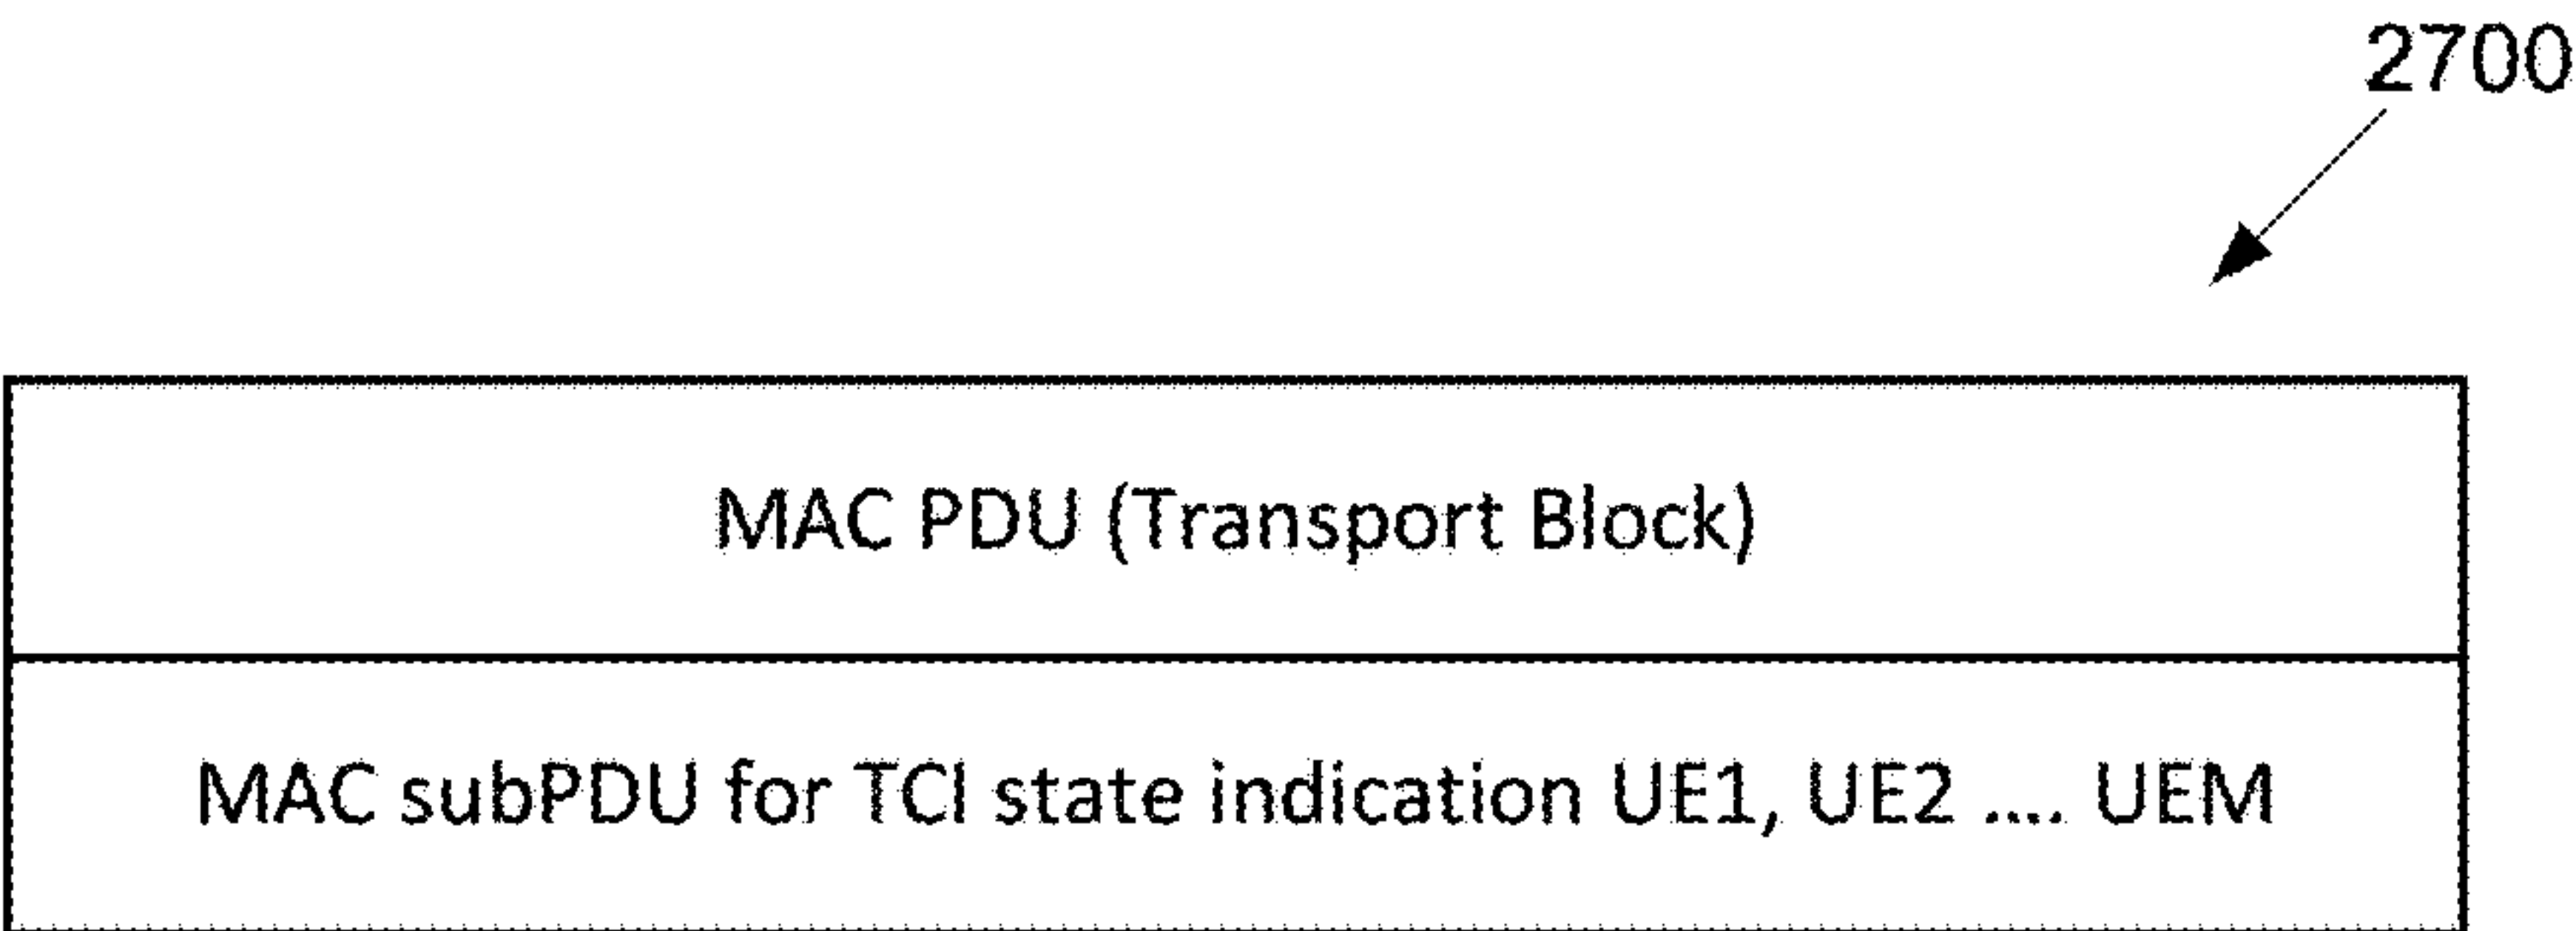 2700
MAC PDU (Transport Block)
MAC subPDU for TCI state indication UE1, UE2 .... UEM